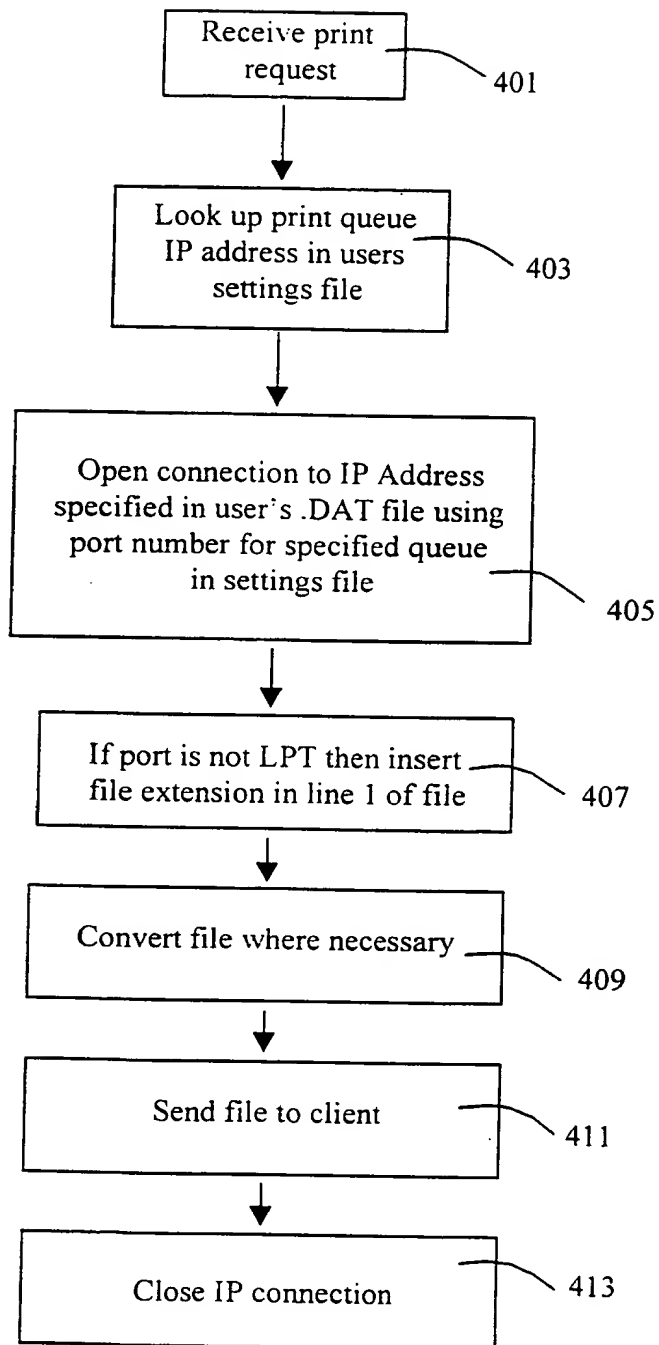 Receive print
request
401
Look up print queue
IP address in users
settings file
403
Open connection to IP Address
specified in user's .DAT file using
port number for specified queue
in settings file
405
If port is not LPT then insert
file extension in line 1 of file
407
Convert file where necessary
409
Send file to client
411
Close IP connection
413